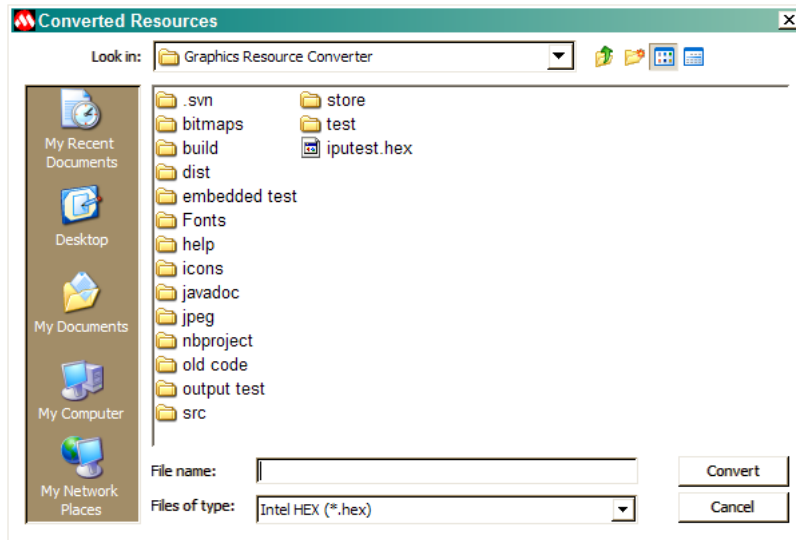 Converted Resources
Look in: Graphics Resource Converter
My Recent
Documents
Desktop
My Documents
My Computer
My Network
Places
.svn
bitmaps
build
dist
embedded test
Fonts
help
icons
javadoc
jpeg
nbproject
old code
output test
src
store
test
iputest.hex
File name:
Convert
Files of type: Intel HEX (*.hex)
Cancel